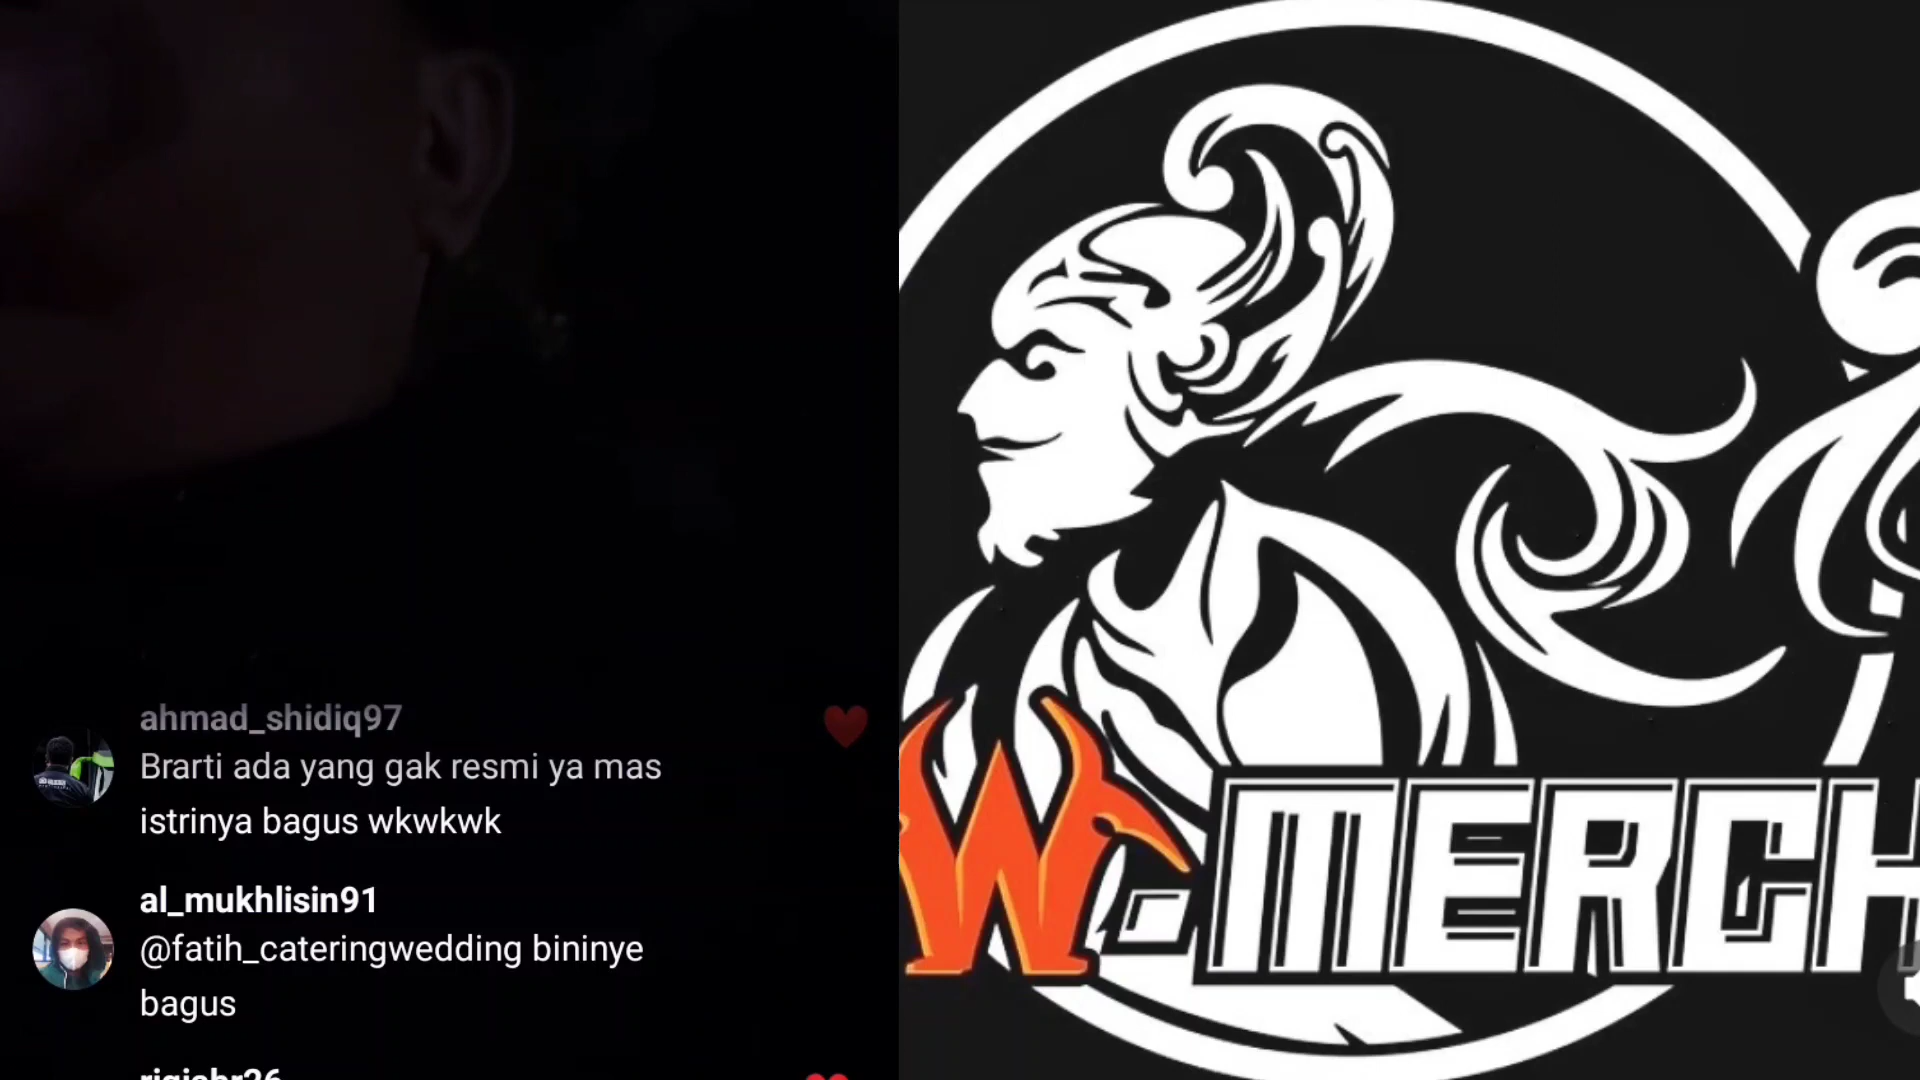 ahmad_shidiq97
Brarti ada yang gak resmi ya mas
istrinya bagus wkwkwk
al_mukhlisin91
@fatih_cateringwedding bininye
bagus
W-MERCH